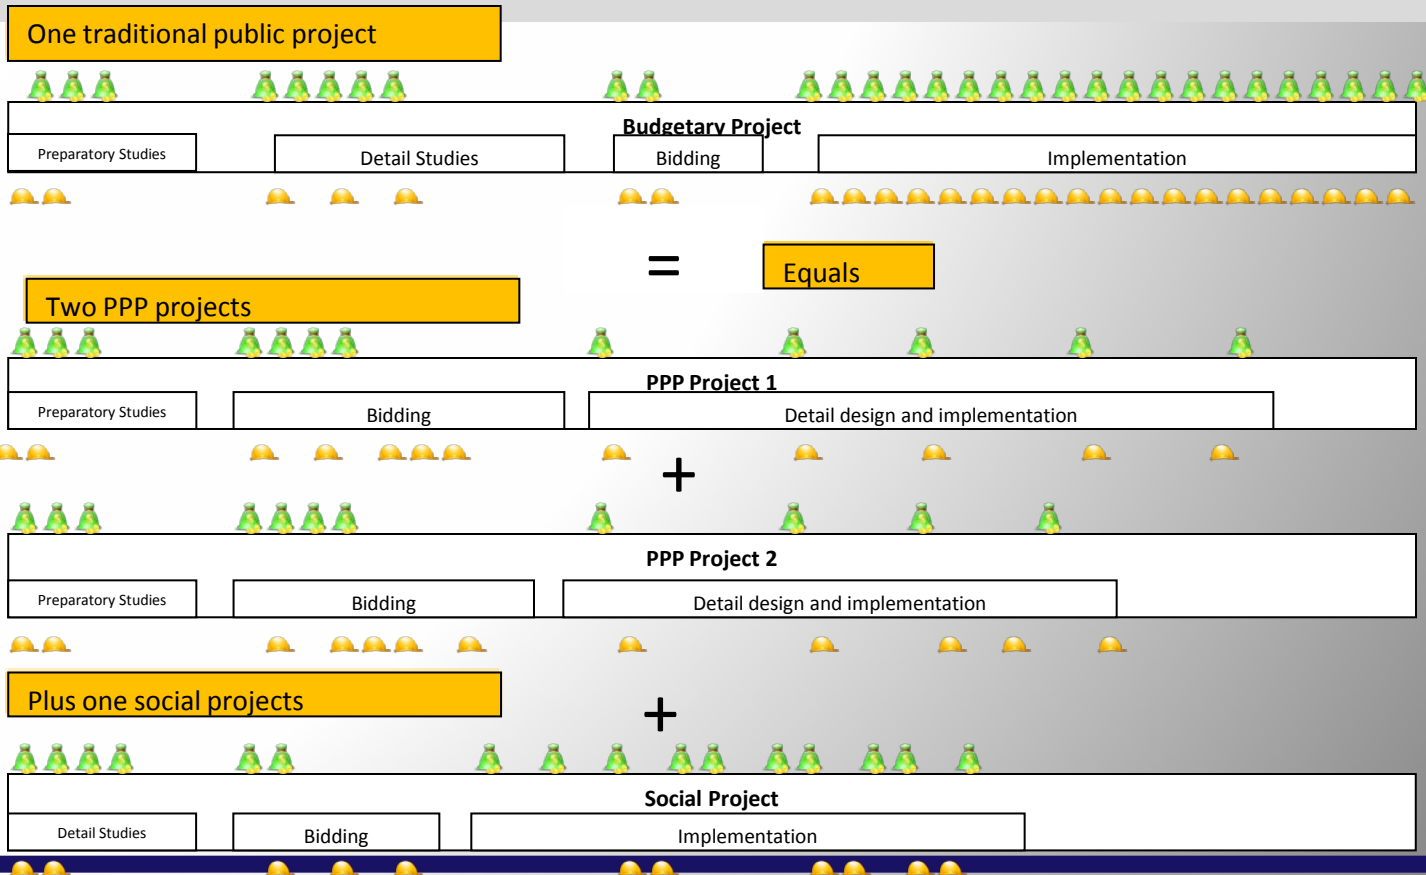 One traditional public project
Budgetary Project
Preparatory Studies
Detail Studies
Bidding
Implementation
=
Equals
Two PPP projects
PPP Project 1
Preparatory Studies
Bidding
Detail design and implementation
+
PPP Project 2
Preparatory Studies
Bidding
Detail design and implementation
Plus one social projects
+
Social Project
Detail Studies
Bidding
Implementation